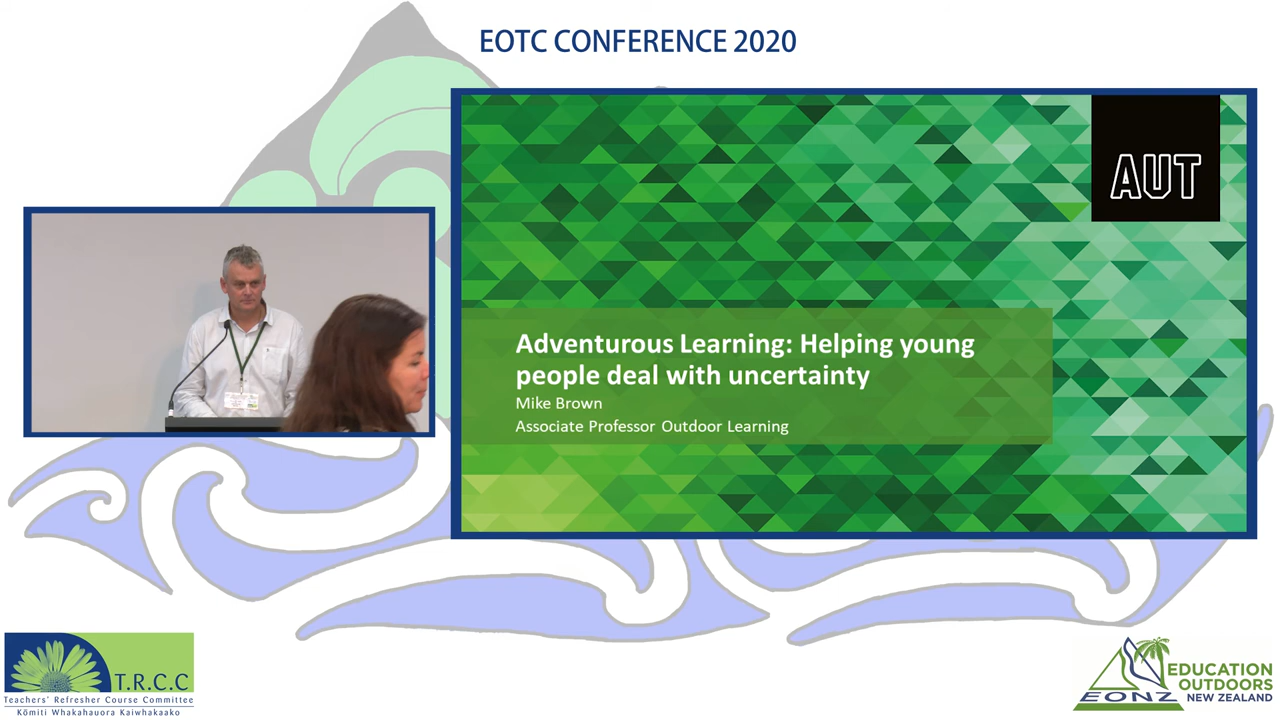 EOTC CONFERENCE 2020
AUT
Adventurous Learning: Helping young
people deal with uncertainty
Mike Brown
Associate Professor Outdoor Learning
T.R.C.C
Teachers' Refresher Course Committee
Kōmiti Whakahauora Kaiwhakaako
EONZ
EDUCATION
OUTDOORS
NEW ZEALAND